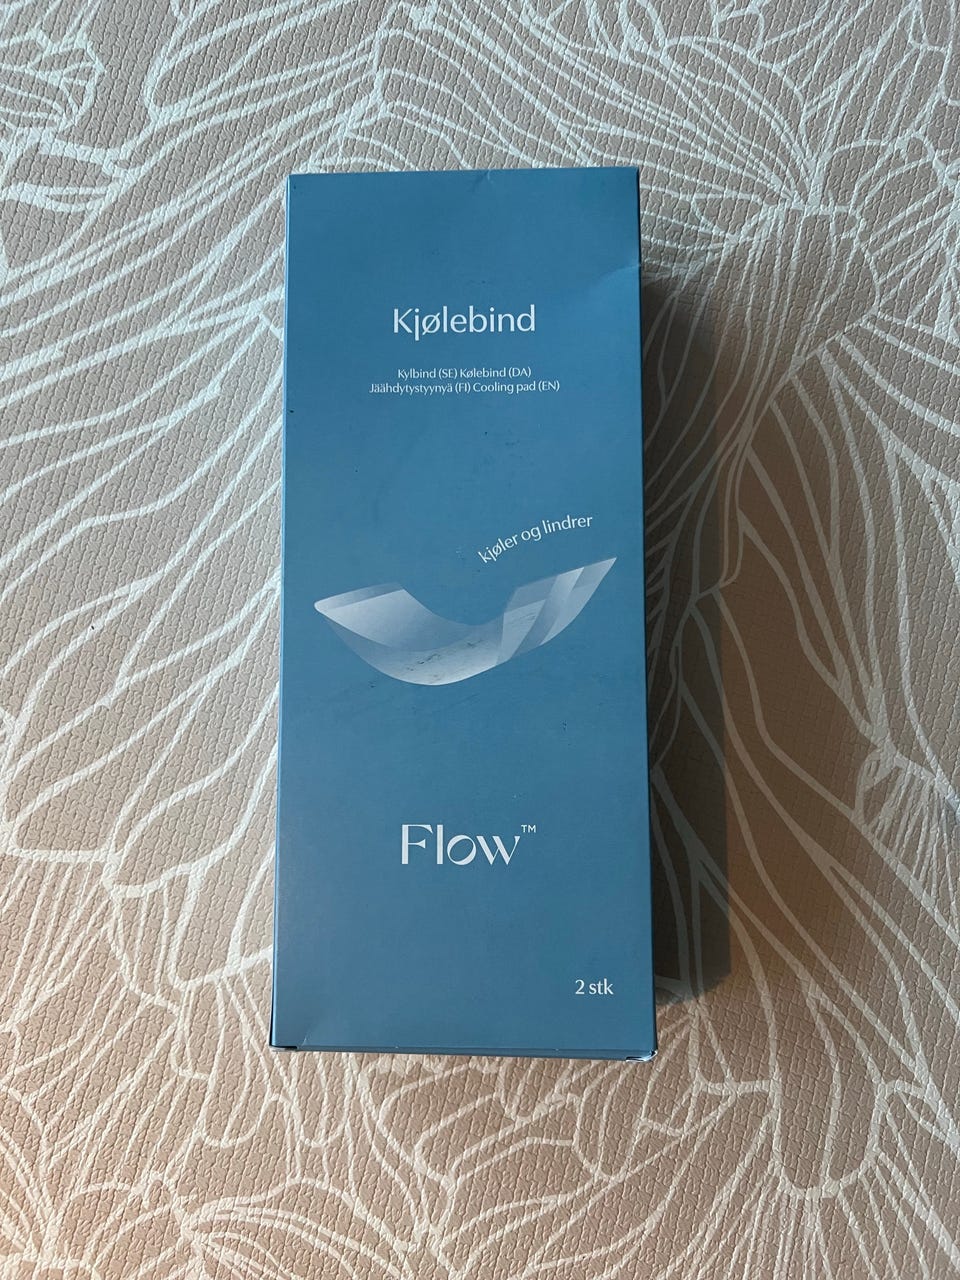 Kjølebind
Kylbind (SE) Kølebind (DA)
Jäähdytystyynyä (FI) Cooling pad (EN)
kjøler og lindrer
Flow™
2 stk